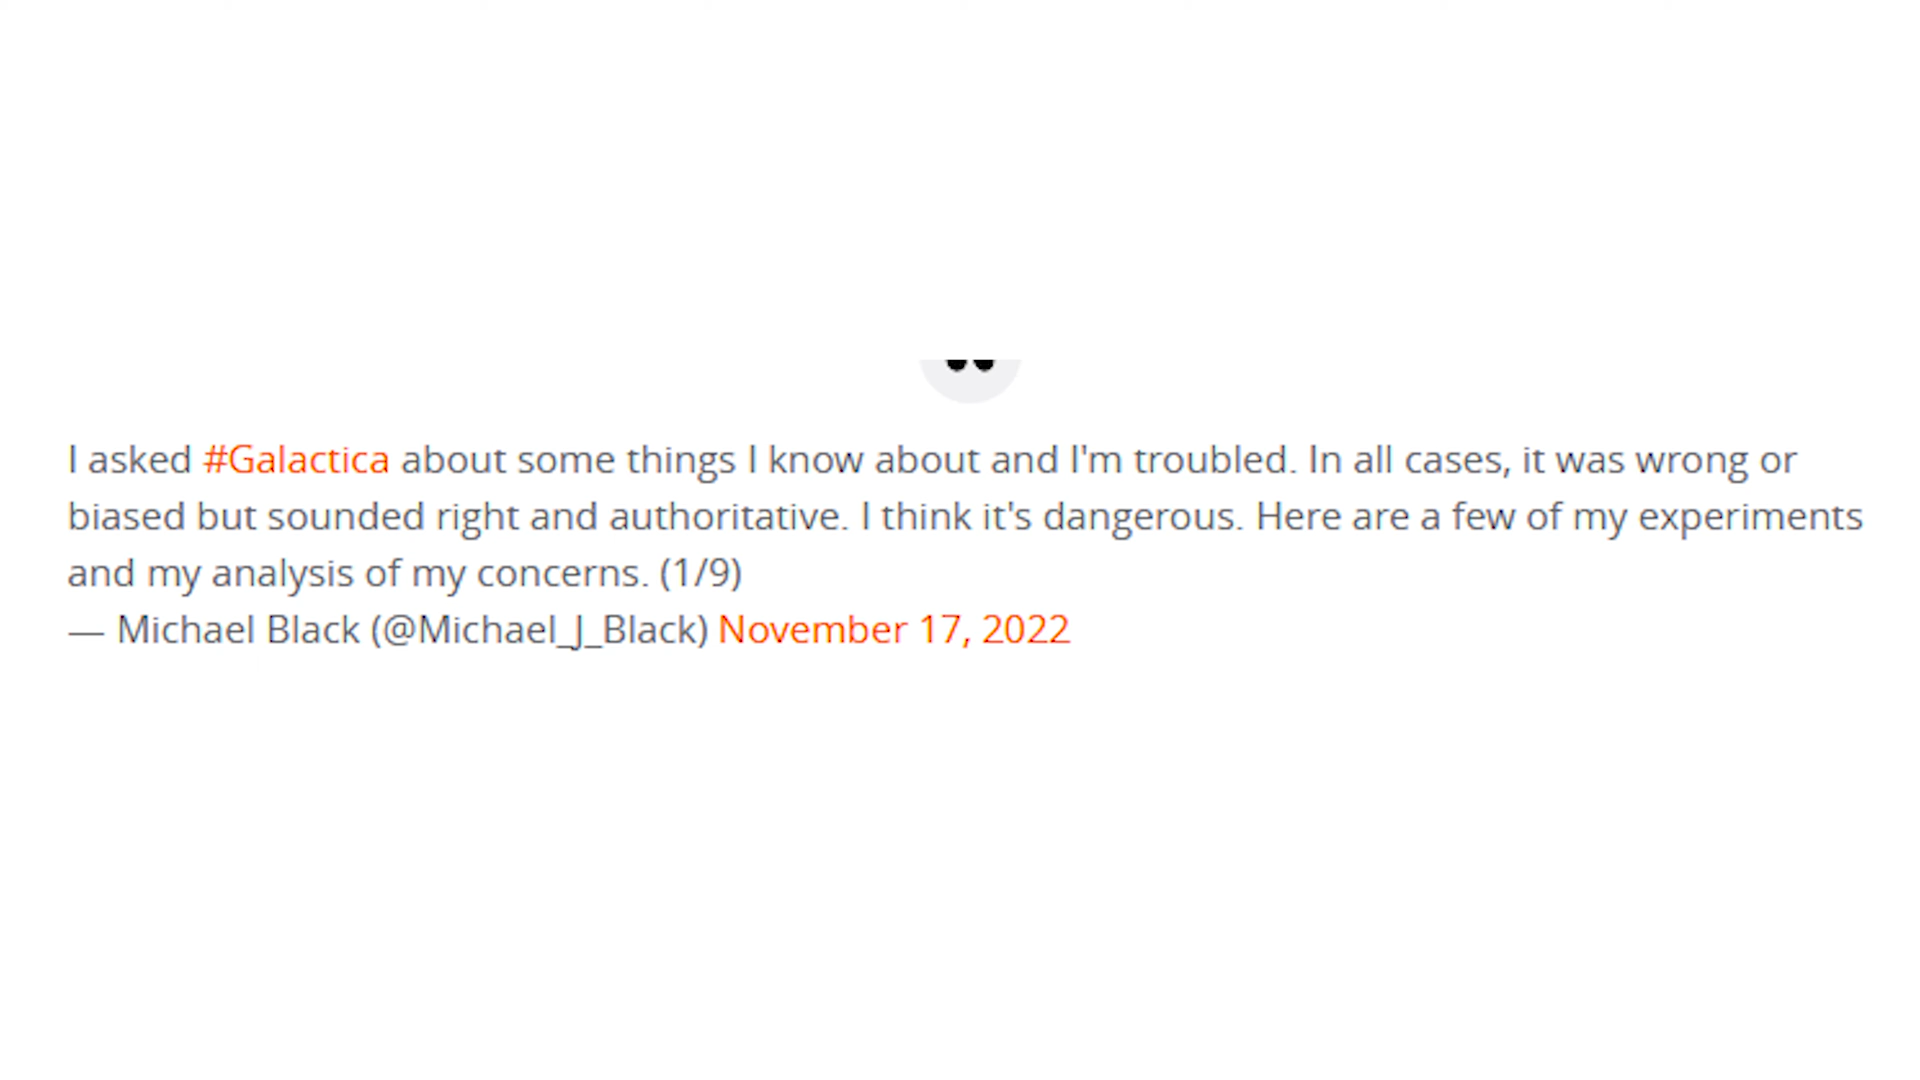 I asked #Galactica about some things I know about and I'm troubled. In all cases, it was wrong or
biased but sounded right and authoritative. I think it's dangerous. Here are a few of my experiments
and my analysis of my concerns. (1/9)
— Michael Black (@Michael_J_Black) November 17, 2022